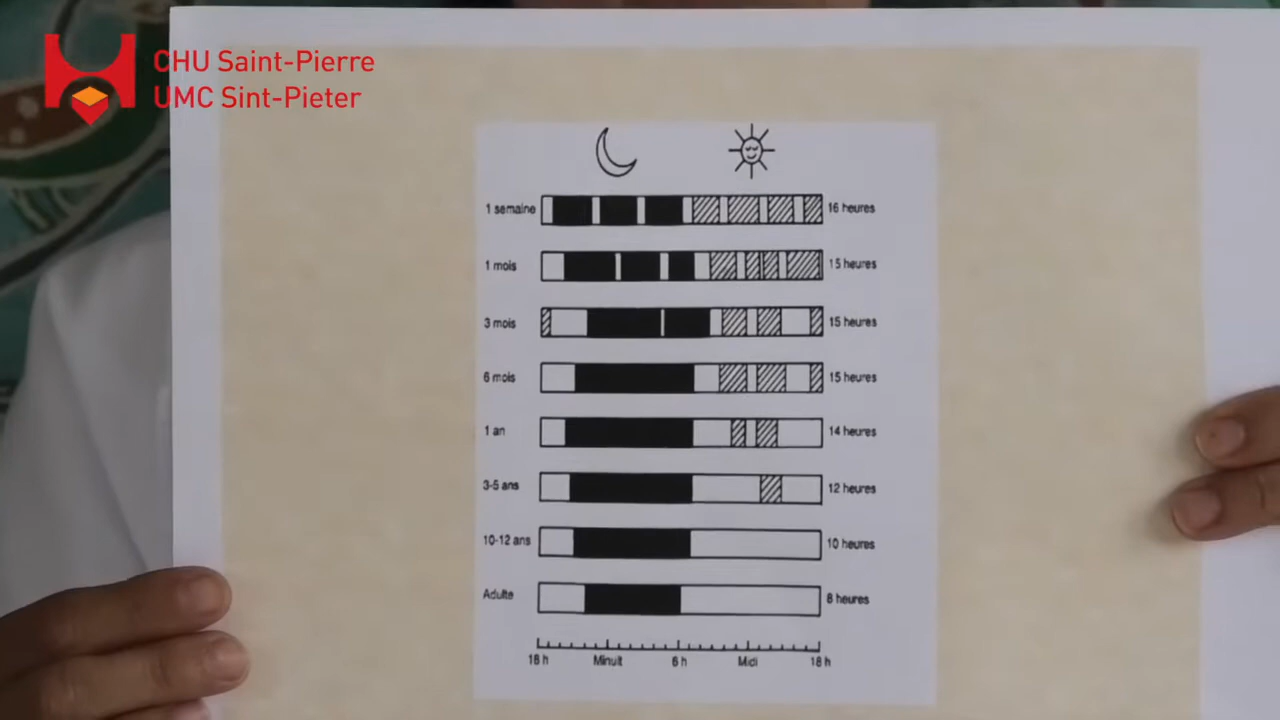 CHU Saint-Pierre
UMC Sint-Pieter
1 semaine 16 heures
1 mois 15 heures
3 mois 15 heures
6 mois 15 heures
1 an 14 heures
3-5 ans 12 heures
10-12 ans 10 heures
Adulte 8 heures
18 h Minuit 6 h Midi 18 h